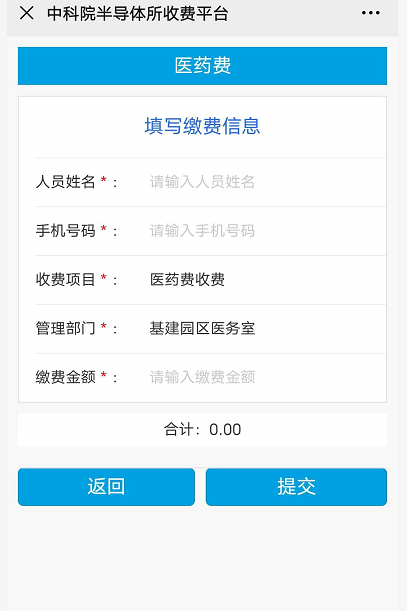 中科院半导体所收费平台
医药费
填写缴费信息
人员姓名 * ： 请输入人员姓名
手机号码 * ： 请输入手机号码
收费项目 * ： 医药费收费
管理部门 * ： 基建园区医务室
缴费金额 * ： 请输入缴费金额
合计：0.00
返回 提交